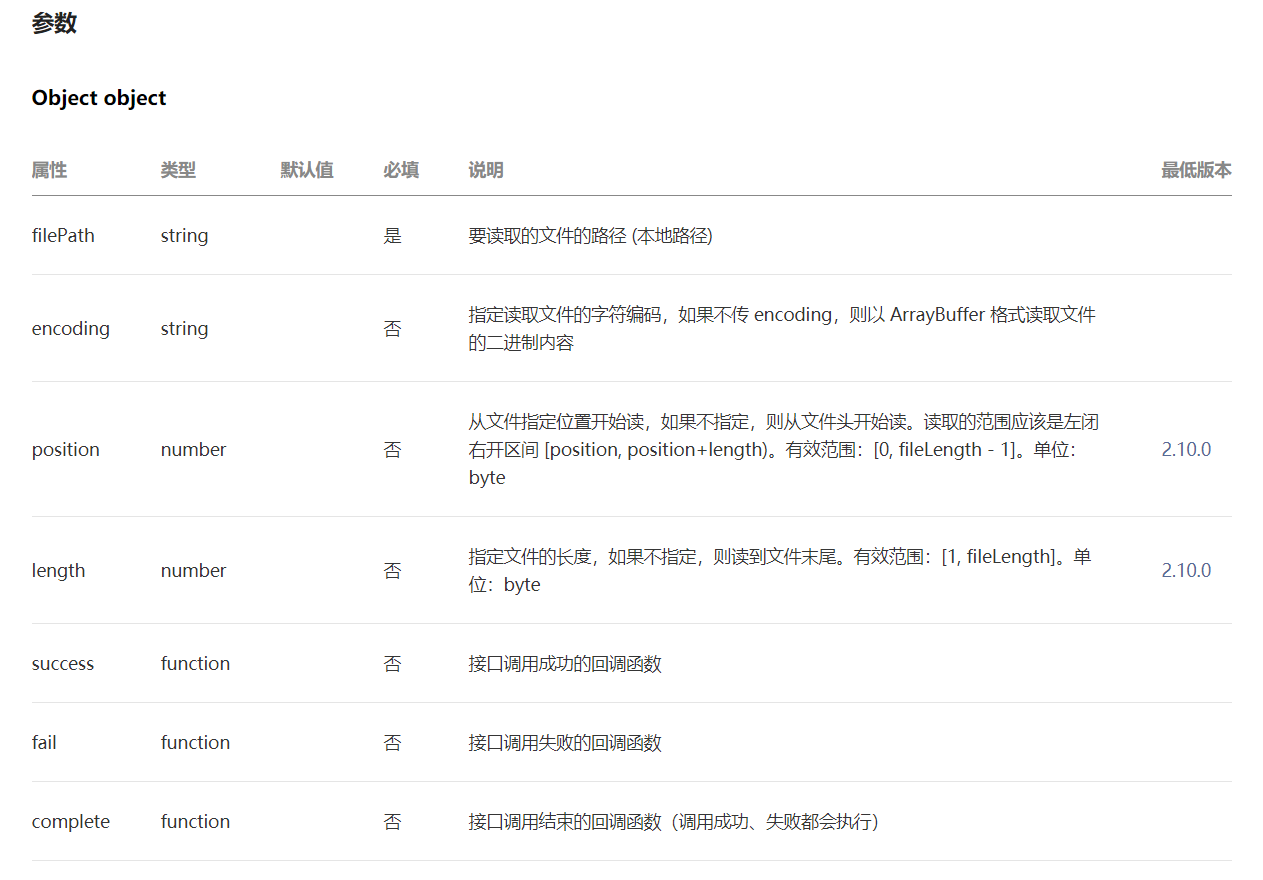 参数
Object object
属性 类型 默认值 必填 说明 最低版本
filePath string 是 要读取的文件的路径 (本地路径)
encoding string 否 指定读取文件的字符编码，如果不传 encoding，则以 ArrayBuffer 格式读取文件
的二进制内容
position number 否 从文件指定位置开始读，如果不指定，则从文件头开始读。读取的范围应该是左闭
右开区间 [position, position+length)。有效范围：[0, fileLength - 1]。单位：
byte
2.10.0
length number 否 指定文件的长度，如果不指定，则读到文件末尾。有效范围：[1, fileLength]。单
位：byte
2.10.0
success function 否 接口调用成功的回调函数
fail function 否 接口调用失败的回调函数
complete function 否 接口调用结束的回调函数（调用成功、失败都会执行）